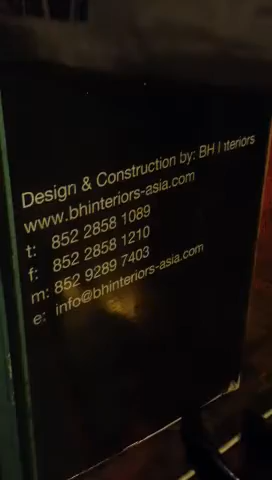 Design & Construction by: BH Interiors
www.bhinteriors-asia.com
t: 852 2858 1089
f: 852 2858 1210
m: 852 9289 7403
e: info@bhinteriors-asia.com